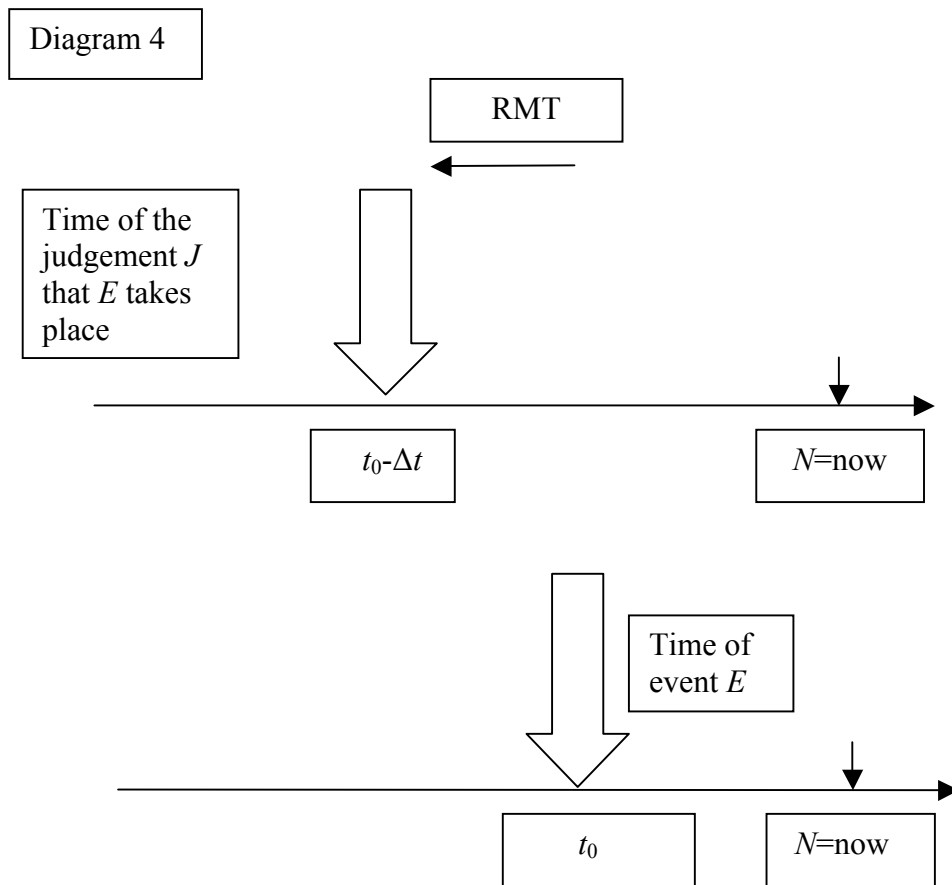 Diagram 4
RMT
Time of the
judgement J
that E takes
place
t₀-Δt
N=now
Time of
event E
t₀
N=now